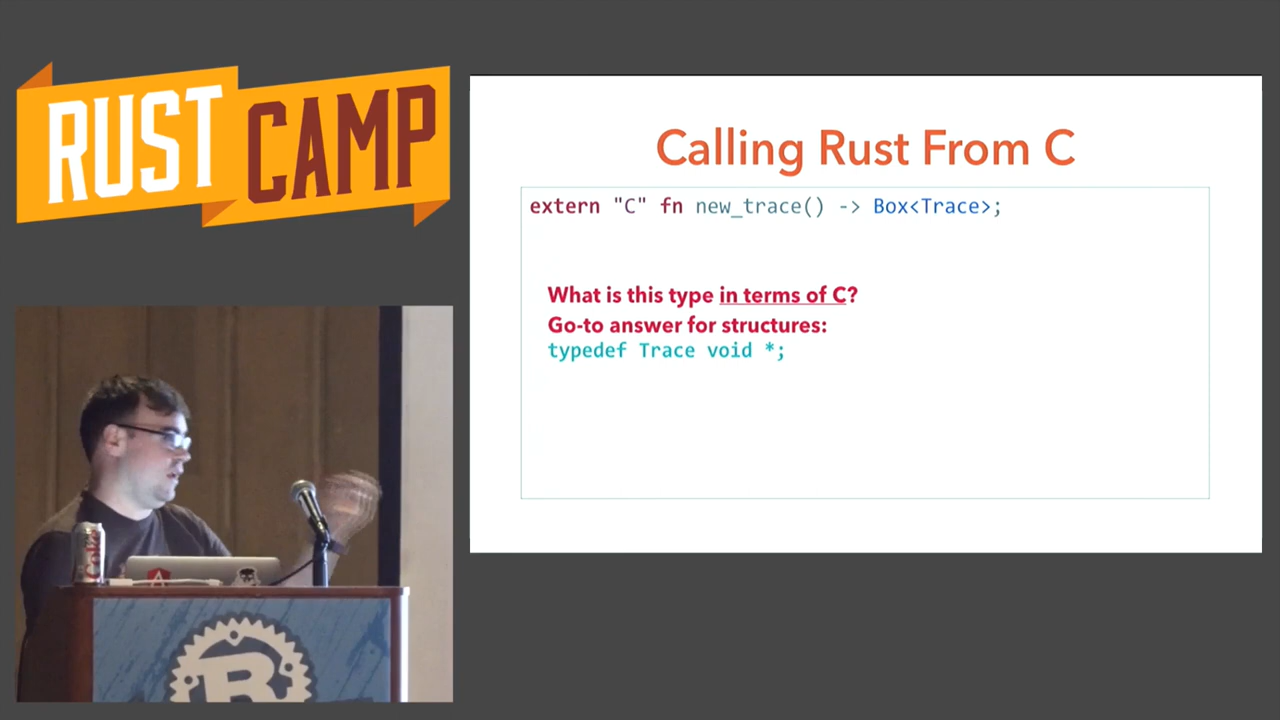 RUST CAMP
Calling Rust From C
extern "C" fn new_trace() -> Box<Trace>;
What is this type in terms of C?
Go-to answer for structures:
typedef Trace void *;
Coke
R